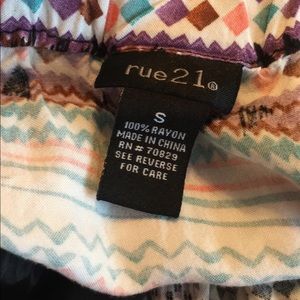 rue21®
S
100% RAYON
MADE IN CHINA
RN# 70829
SEE REVERSE
FOR CARE